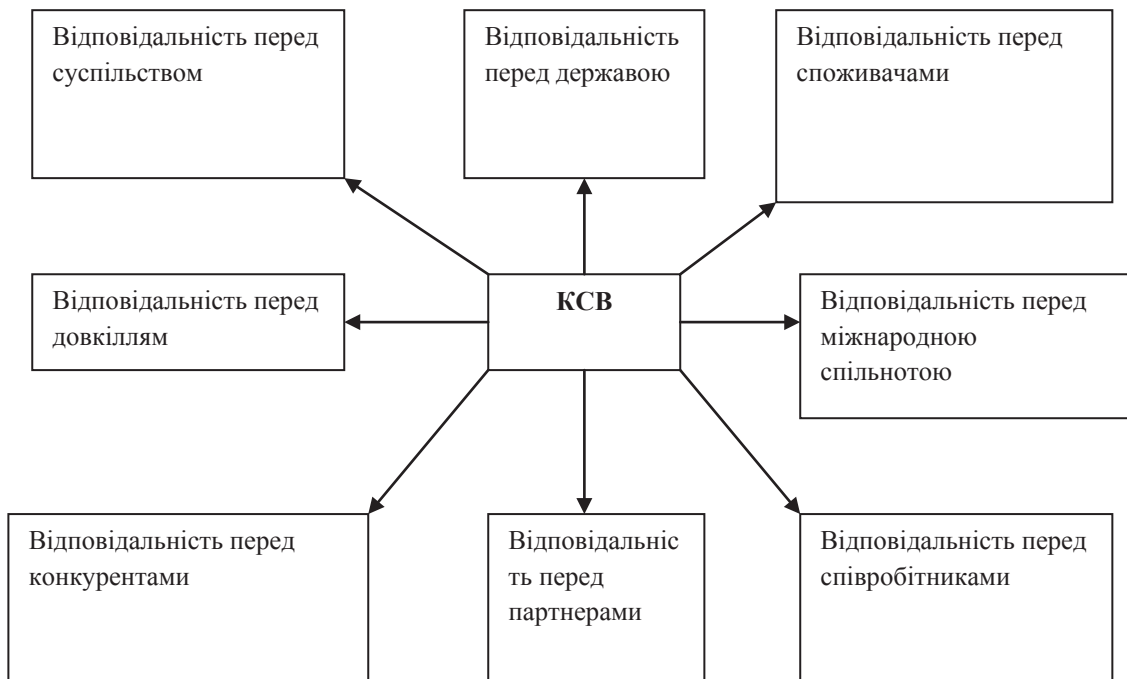 Відповідальність перед
суспільством
Відповідальність
перед державою
Відповідальність перед
споживачами
Відповідальність перед
довкіллям
КСВ
Відповідальність перед
міжнародною
спільнотою
Відповідальність перед
конкурентами
Відповідальніс
ть перед
партнерами
Відповідальність перед
співробітниками